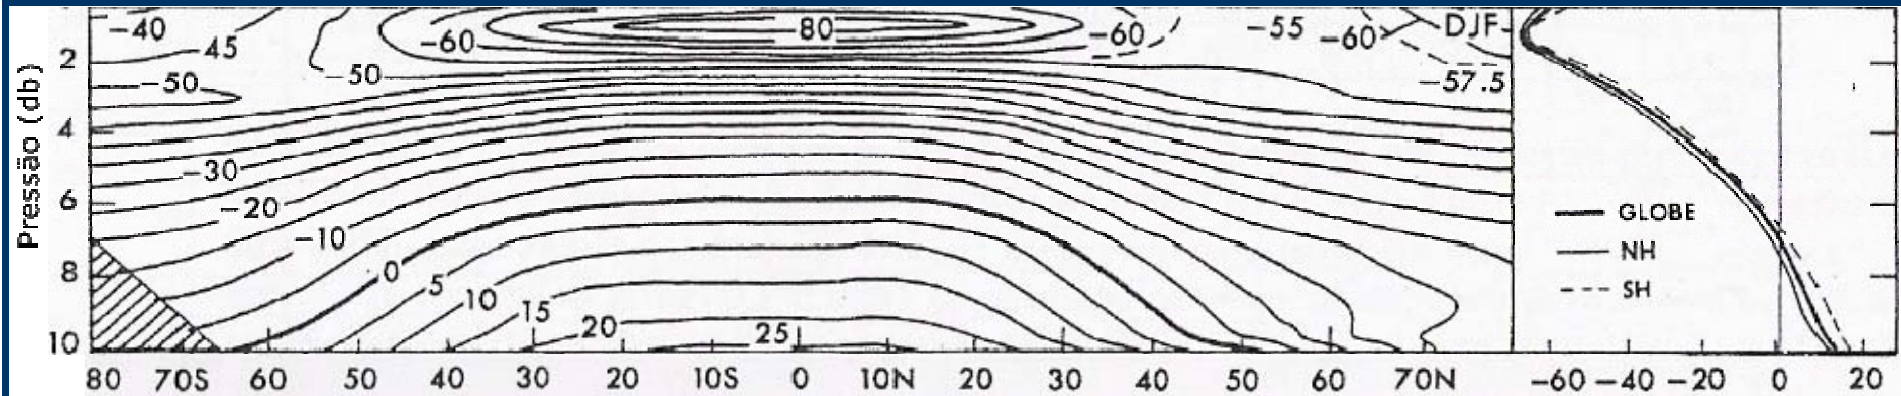 -40 45 -60 -80 -60 -55 -60 DJF
2
-50 -50 -57.5
Pressão (db)
4
-30
6 -20
-10 GLOBE
0 NH
8 5 10 SH
15 20 25
10
80 70S 60 50 40 30 20 10S 0 10N 20 30 40 50 60 70N -60 -40 -20 0 20